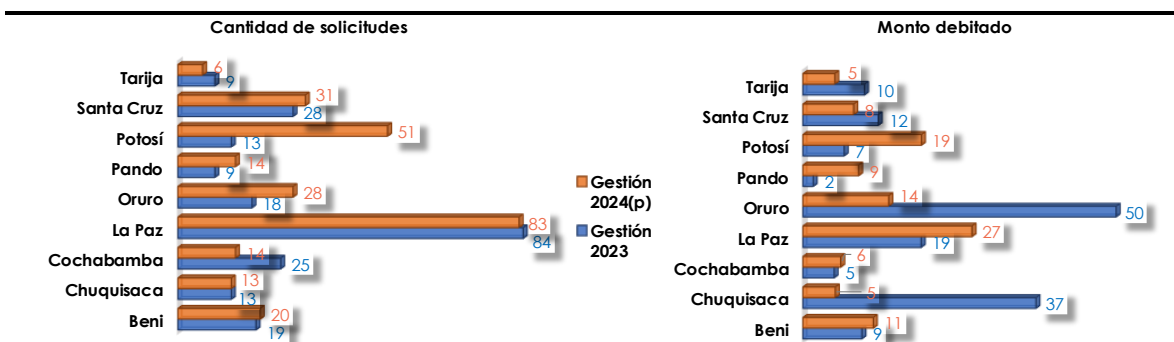 Cantidad de solicitudes
Tarija 6
9
Santa Cruz 31
28
Potosí 51
13
Pando 14
9
Oruro 28
18
La Paz 83
84
Cochabamba 14
25
Chuquisaca 13
13
Beni 20
19
Gestión
2024(p)
Gestión
2023
Monto debitado
Tarija 5
10
Santa Cruz 8
12
Potosí 19
7
Pando 9
2
Oruro 14
50
La Paz 27
19
Cochabamba 6
5
Chuquisaca 5
37
Beni 11
9